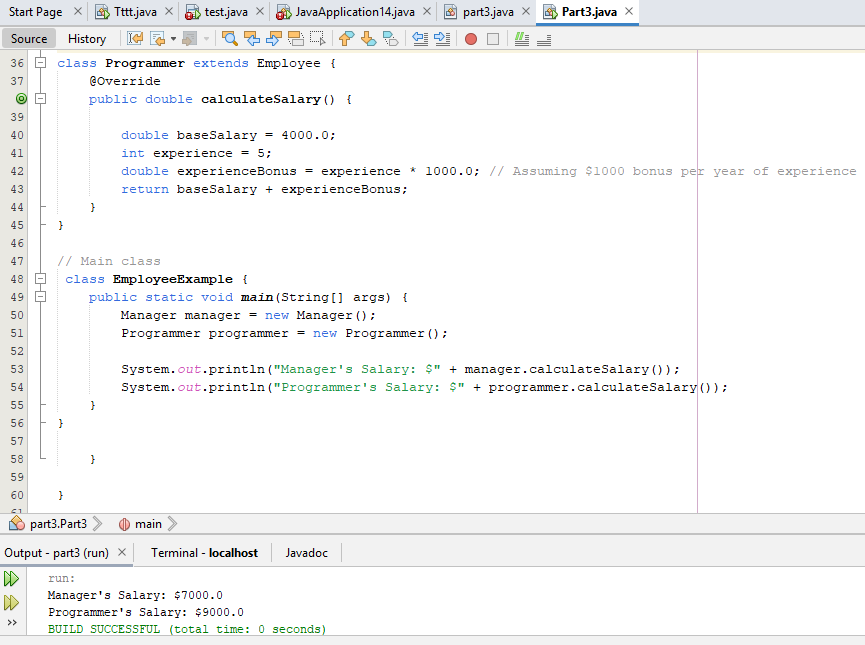 Start Page Tttt.java test.java JavaApplication14.java part3.java Part3.java
Source History
36 class Programmer extends Employee {
37 @Override
public double calculateSalary() {
39
40 double baseSalary = 4000.0;
41 int experience = 5;
42 double experienceBonus = experience * 1000.0; // Assuming $1000 bonus per year of experience
43 return baseSalary + experienceBonus;
44 }
45 }
46
47 // Main class
48 class EmployeeExample {
49 public static void main(String[] args) {
50 Manager manager = new Manager();
51 Programmer programmer = new Programmer();
52
53 System.out.println("Manager's Salary: $" + manager.calculateSalary());
54 System.out.println("Programmer's Salary: $" + programmer.calculateSalary());
55 }
56 }
57
58 }
59
60 }
61
part3.Part3 main
Output - part3 (run) Terminal - localhost Javadoc
run:
Manager's Salary: $7000.0
Programmer's Salary: $9000.0
BUILD SUCCESSFUL (total time: 0 seconds)